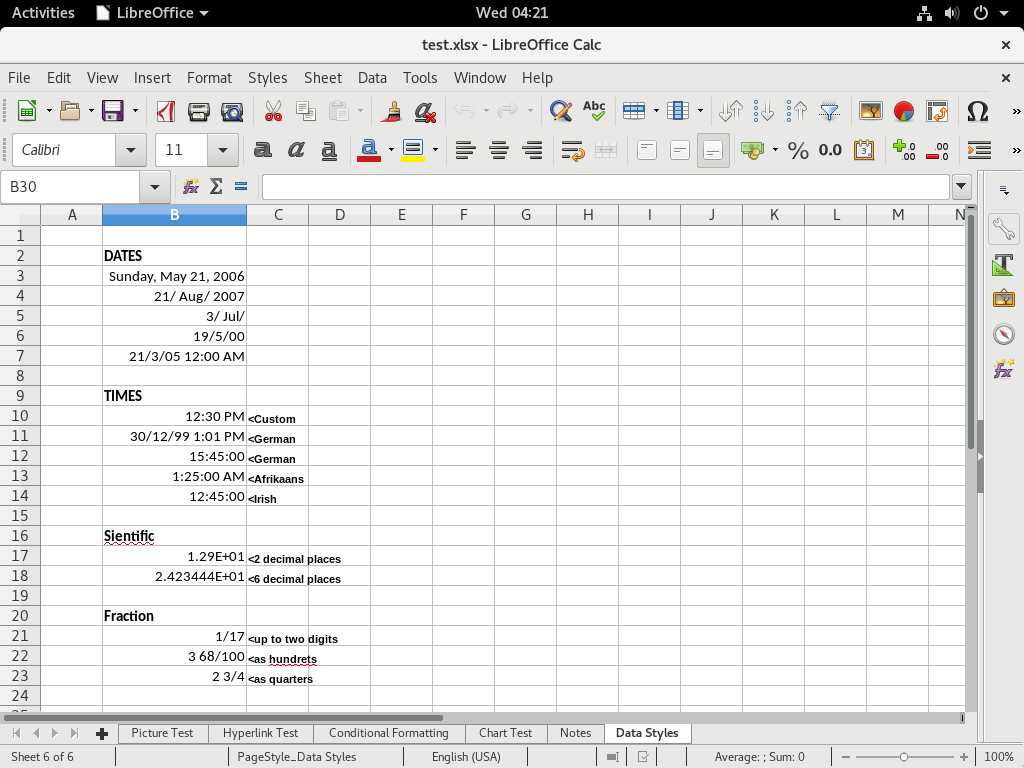 Activities LibreOffice Wed 04:21
test.xlsx - LibreOffice Calc
File Edit View Insert Format Styles Sheet Data Tools Window Help
Abc
Calibri 11 a a a a % 0.0
B30
A B C D E F G H I J K L M N
1
2 DATES
3 Sunday, May 21, 2006
4 21/ Aug/ 2007
5 3/ Jul/
6 19/5/00
7 21/3/05 12:00 AM
8
9 TIMES
10 12:30 PM <Custom
11 30/12/99 1:01 PM <German
12 15:45:00 <German
13 1:25:00 AM <Afrikaans
14 12:45:00 <Irish
15
16 Sientific
17 1.29E+01 <2 decimal places
18 2.423444E+01 <6 decimal places
19
20 Fraction
21 1/17 <up to two digits
22 3 68/100 <as hundrets
23 2 3/4 <as quarters
24
Picture Test Hyperlink Test Conditional Formatting Chart Test Notes Data Styles
Sheet 6 of 6 PageStyle_Data Styles English (USA) Average: ; Sum: 0 100%